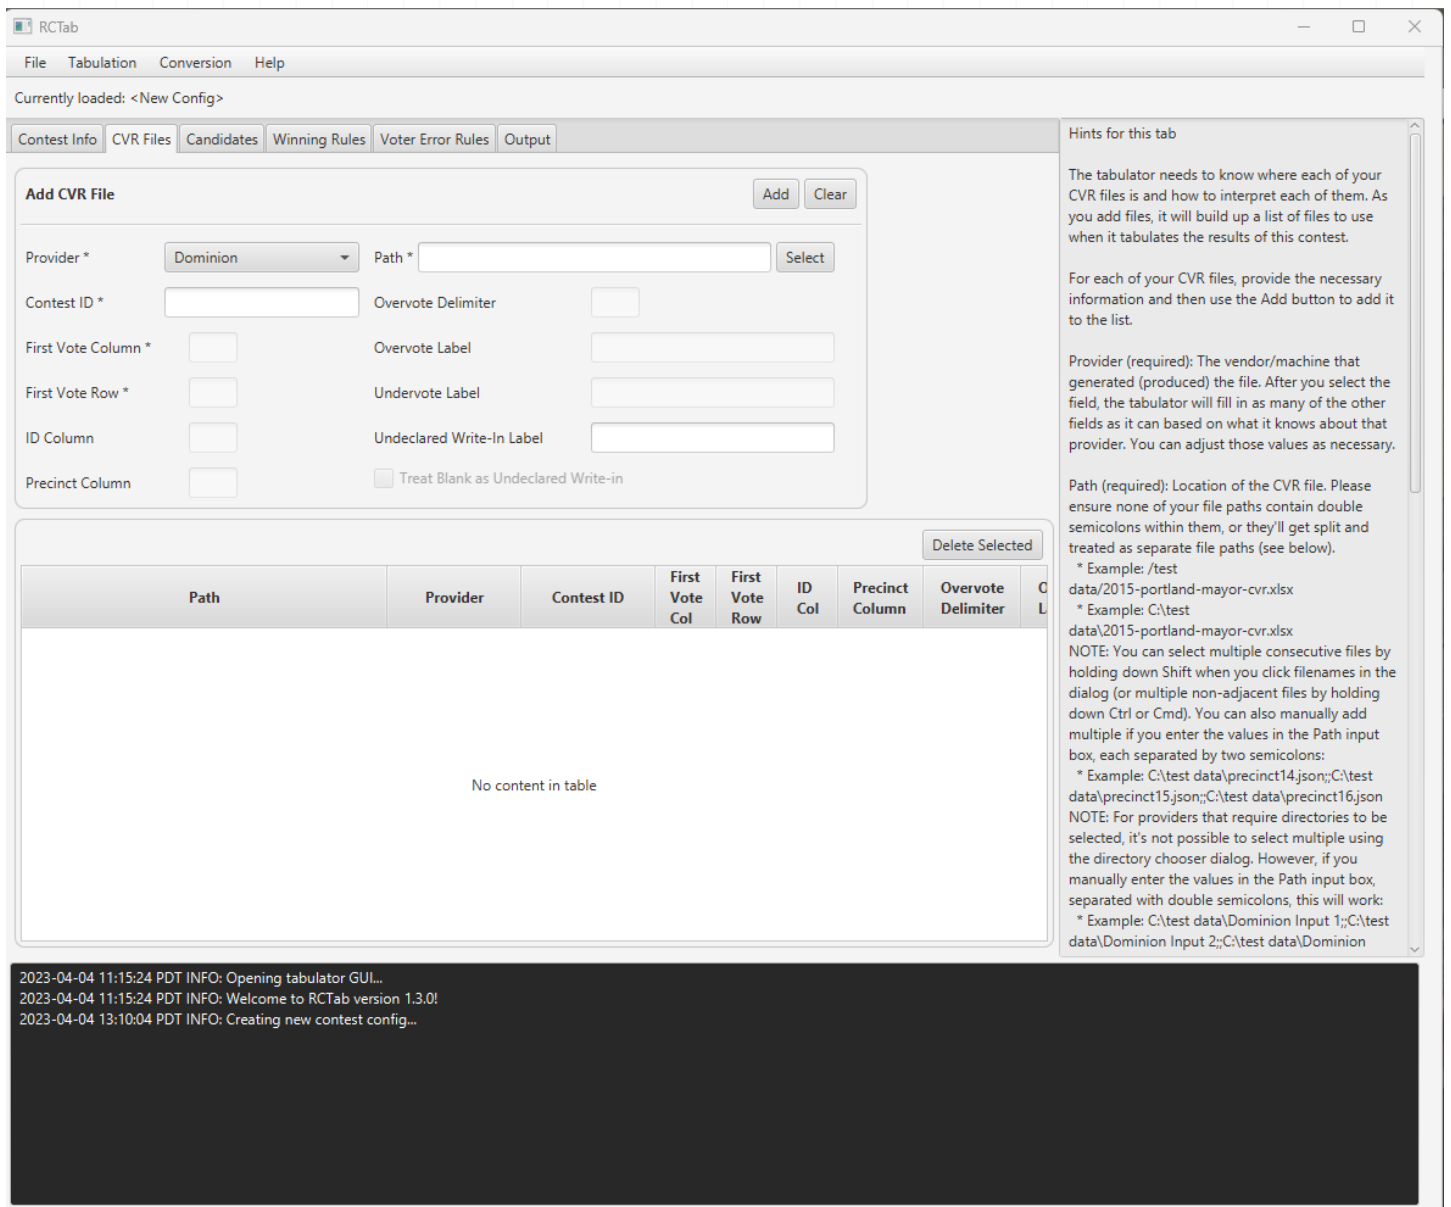 RCTab
File Tabulation Conversion Help
Currently loaded: <New Config>
Contest Info CVR Files Candidates Winning Rules Voter Error Rules Output
Add CVR File
Add Clear
Provider * Dominion Path * Select
Contest ID * Overvote Delimiter
First Vote Column * Overvote Label
First Vote Row * Undervote Label
ID Column Undeclared Write-In Label
Precinct Column Treat Blank as Undeclared Write-in
Delete Selected
Path Provider Contest ID First Vote Col First Vote Row ID Col Precinct Column Overvote Delimiter
No content in table
Hints for this tab
The tabulator needs to know where each of your
CVR files is and how to interpret each of them. As
you add files, it will build up a list of files to use
when it tabulates the results of this contest.
For each of your CVR files, provide the necessary
information and then use the Add button to add it
to the list.
Provider (required): The vendor/machine that
generated (produced) the file. After you select the
field, the tabulator will fill in as many of the other
fields as it can based on what it knows about that
provider. You can adjust those values as necessary.
Path (required): Location of the CVR file. Please
ensure none of your file paths contain double
semicolons within them, or they'll get split and
treated as separate file paths (see below).
* Example: /test
data/2015-portland-mayor-cvr.xlsx
* Example: C:\test
data\2015-portland-mayor-cvr.xlsx
NOTE: You can select multiple consecutive files by
holding down Shift when you click filenames in the
dialog (or multiple non-adjacent files by holding
down Ctrl or Cmd). You can also manually add
multiple if you enter the values in the Path input
box, each separated by two semicolons:
* Example: C:\test data\precinct14.json;;C:\test
data\precinct15.json;;C:\test data\precinct16.json
NOTE: For providers that require directories to be
selected, it's not possible to select multiple using
the directory chooser dialog. However, if you
manually enter the values in the Path input box,
separated with double semicolons, this will work:
* Example: C:\test data\Dominion Input 1;;C:\test
data\Dominion Input 2;;C:\test data\Dominion
2023-04-04 11:15:24 PDT INFO: Opening tabulator GUI...
2023-04-04 11:15:24 PDT INFO: Welcome to RCTab version 1.3.0!
2023-04-04 13:10:04 PDT INFO: Creating new contest config...